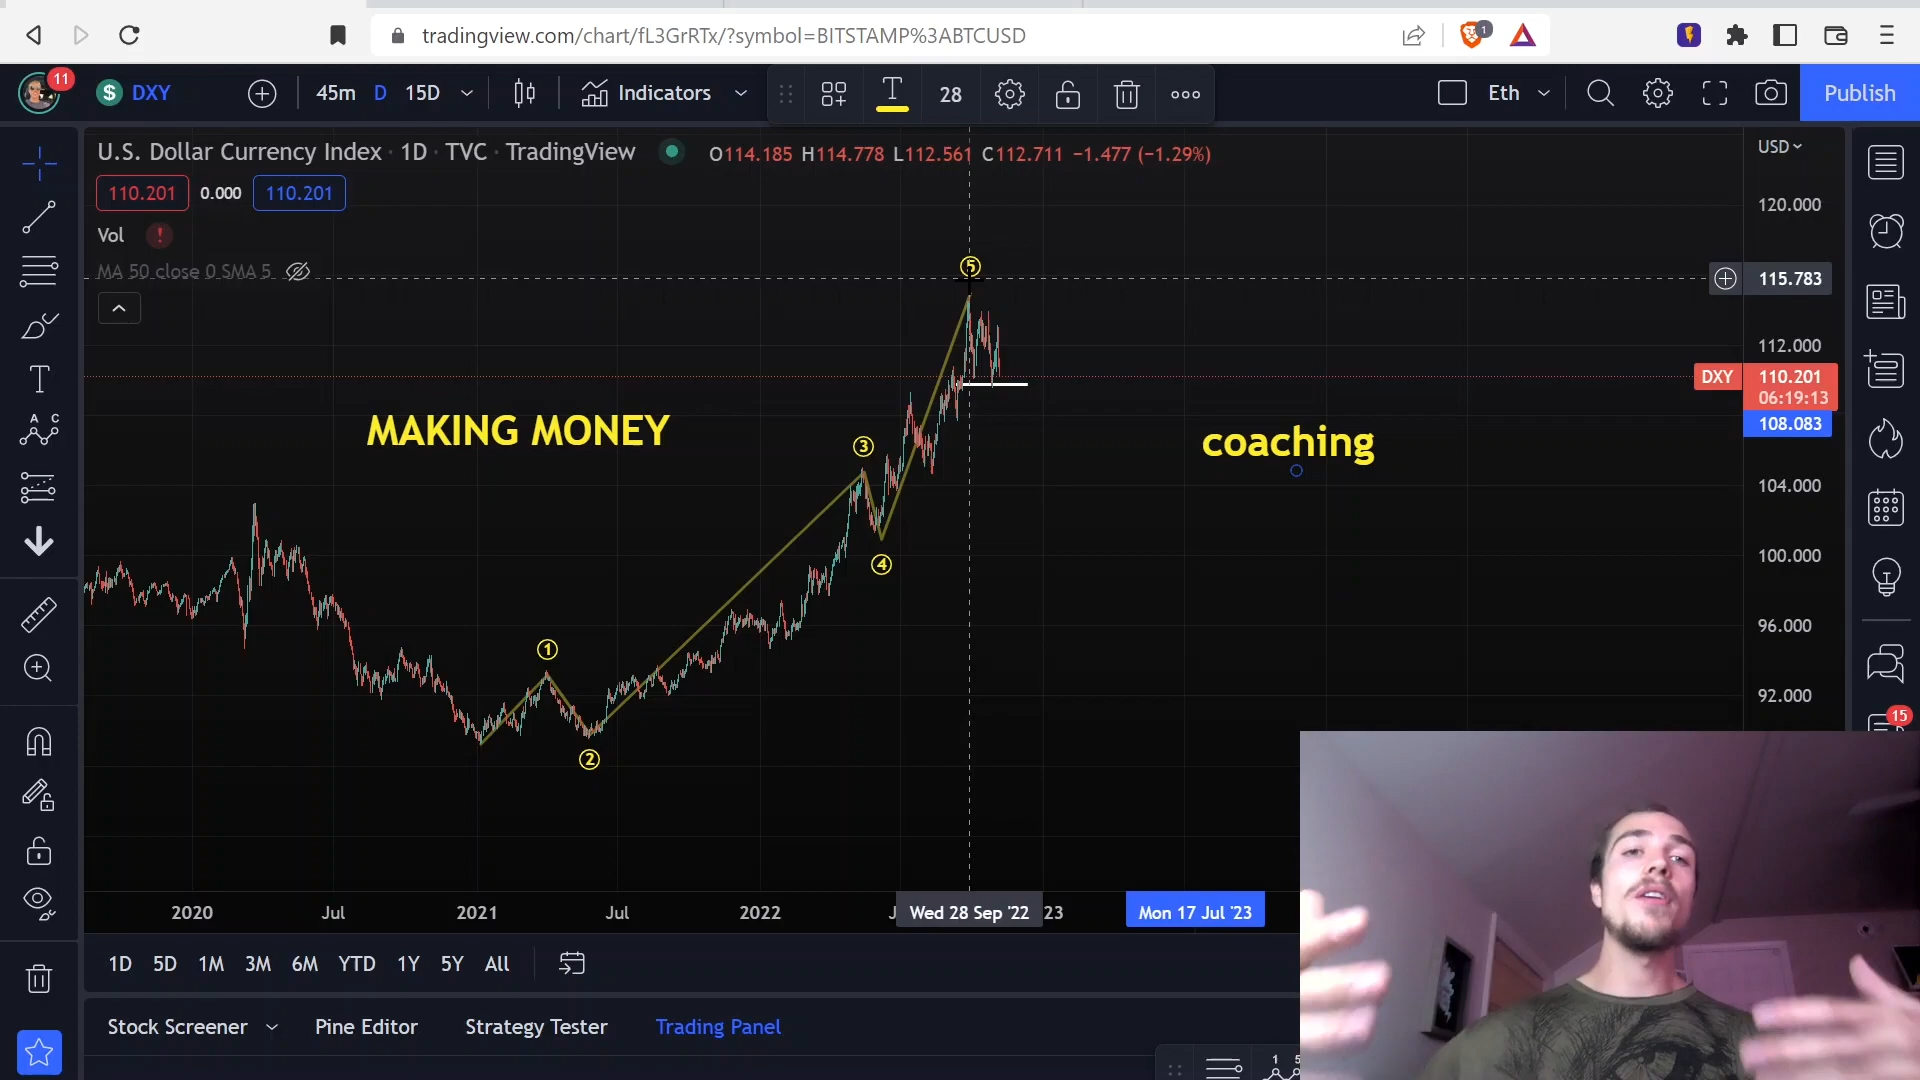 tradingview.com/chart/fL3GrRTx/?symbol=BITSTAMP%3ABTCUSD
1
11
$ DXY
45m D 15D
Indicators
T
28
Eth
Publish
U.S. Dollar Currency Index · 1D · TVC · TradingView
O114.185 H114.778 L112.561 C112.711 −1.477 (−1.29%)
USD
110.201 0.000 110.201
120.000
Vol !
MA 50 close 0 SMA 5
5
115.783
112.000
DXY 110.201
06:19:13
108.083
MAKING MONEY
coaching
3
T
A C
104.000
100.000
4
96.000
1
92.000
2
15
2020 Jul 2021 Jul 2022 J Wed 28 Sep '22 23 Mon 17 Jul '23
1D 5D 1M 3M 6M YTD 1Y 5Y All
Stock Screener Pine Editor Strategy Tester Trading Panel
1 5